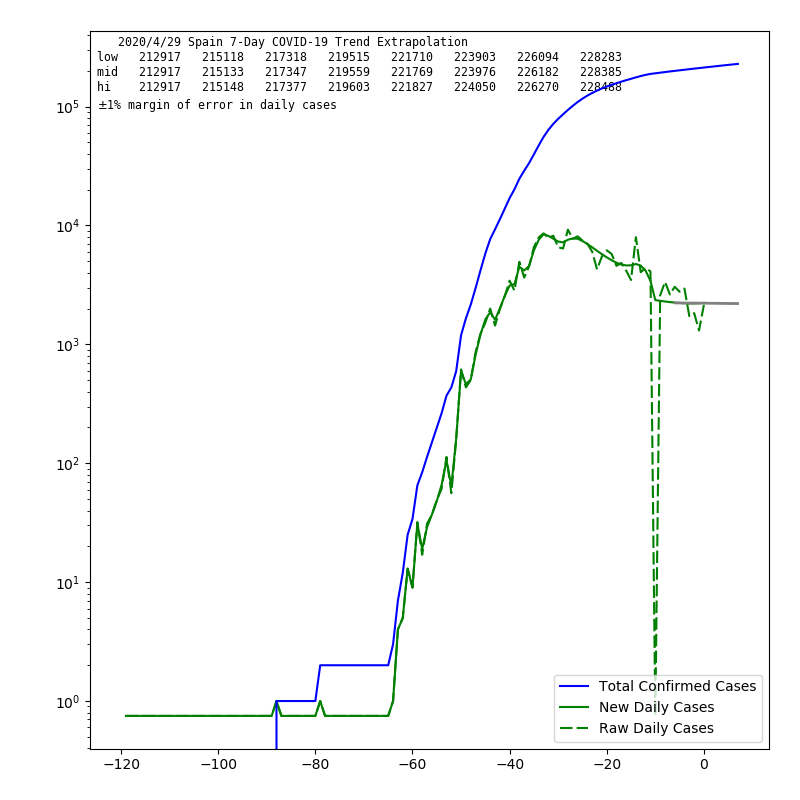 2020/4/29 Spain 7-Day COVID-19 Trend Extrapolation
low 212917 215118 217318 219515 221710 223903 226094 228283
mid 212917 215133 217347 219559 221769 223976 226182 228385
hi 212917 215148 217377 219603 221827 224050 226270 228488
±1% margin of error in daily cases
10⁵
10⁴
10³
10²
10¹
10⁰
Total Confirmed Cases
New Daily Cases
Raw Daily Cases
−120 −100 −80 −60 −40 −20 0